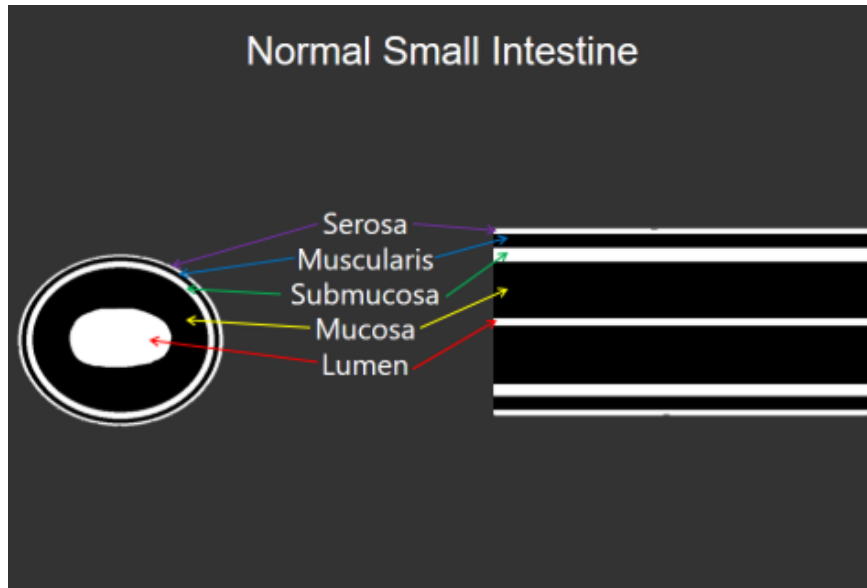 Normal Small Intestine
Serosa
Muscularis
Submucosa
Mucosa
Lumen